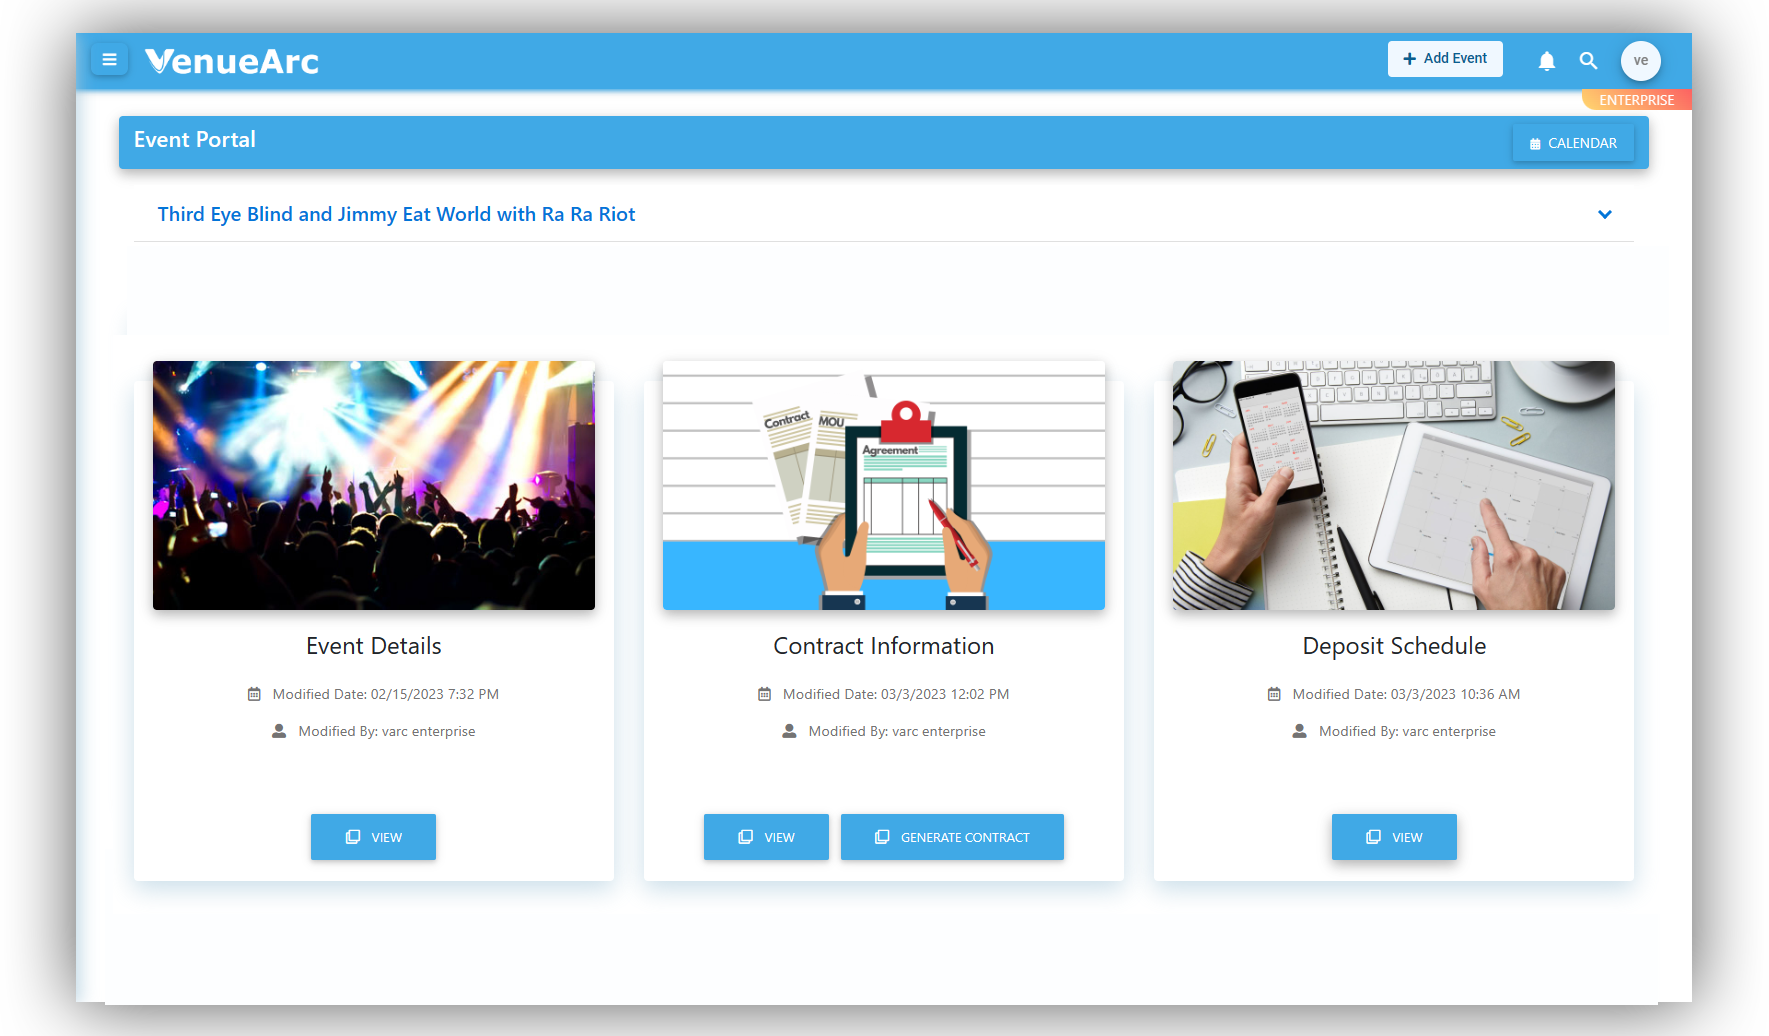 VenueArc
Add Event
ve
ENTERPRISE
Event Portal
CALENDAR
Third Eye Blind and Jimmy Eat World with Ra Ra Riot
Contract
MOU
Agreement
Event Details
Contract Information
Deposit Schedule
Modified Date: 02/15/2023 7:32 PM
Modified Date: 03/3/2023 12:02 PM
Modified Date: 03/3/2023 10:36 AM
Modified By: varc enterprise
Modified By: varc enterprise
Modified By: varc enterprise
VIEW
VIEW
GENERATE CONTRACT
VIEW